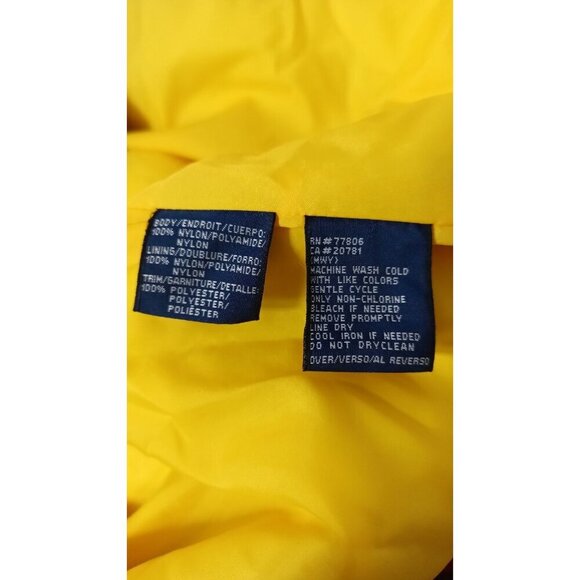 BODY/ENDROIT/CUERPO:
100% NYLON/POLYAMIDE/
NYLON
LINING/DOUBLURE/FORRO:
100% NYLON/POLYAMIDE/
NYLON
TRIM/GARNITURE/DETALLE:
100% POLYESTER/
POLYESTER/
POLIÉSTER
RN#77806
CA#20781
(MWY)
MACHINE WASH COLD
WITH LIKE COLORS
GENTLE CYCLE
ONLY NON-CHLORINE
BLEACH IF NEEDED
REMOVE PROMPTLY
LINE DRY
COOL IRON IF NEEDED
DO NOT DRYCLEAN
OVER/VERSO/AL REVERSO